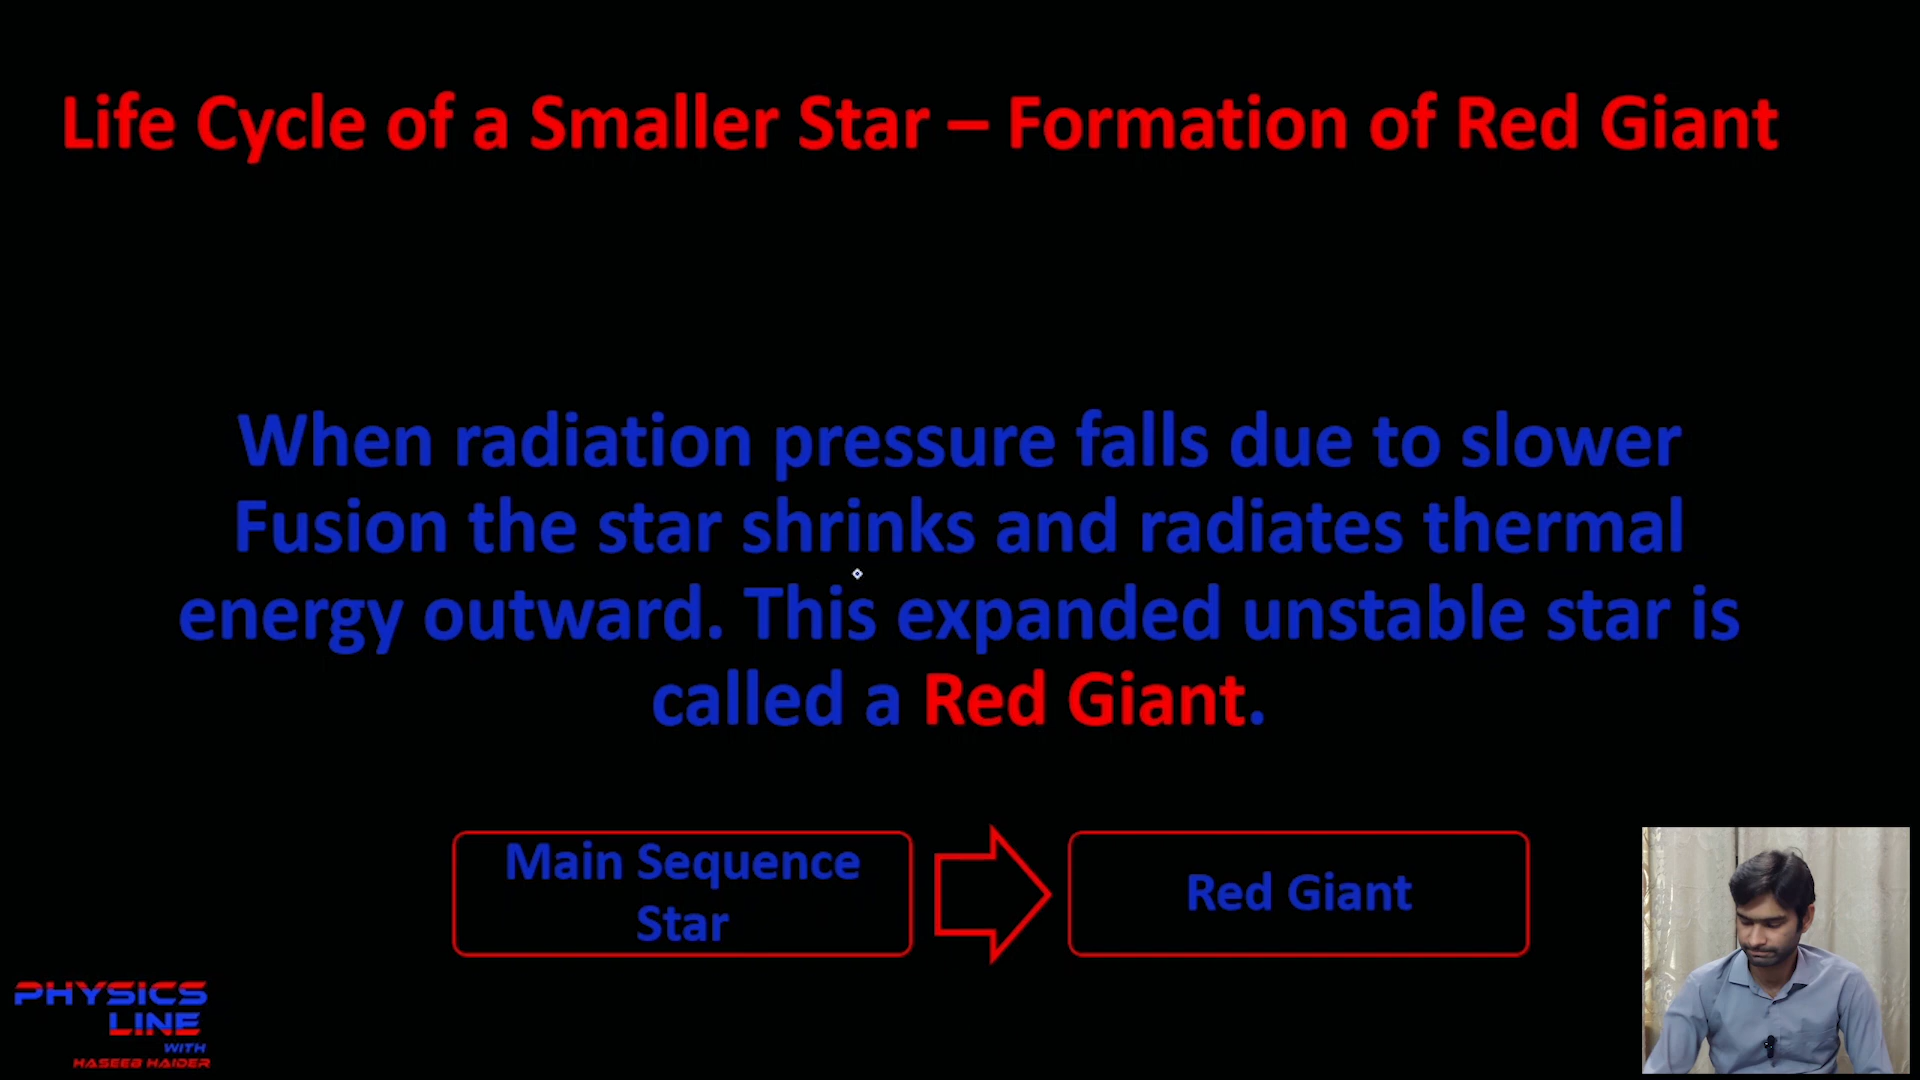 Life Cycle of a Smaller Star – Formation of Red Giant
When radiation pressure falls due to slower
Fusion the star shrinks and radiates thermal
energy outward. This expanded unstable star is
called a Red Giant.
Main Sequence
Star
Red Giant
PHYSICS
LINE
WITH
HASEEB HAIDER